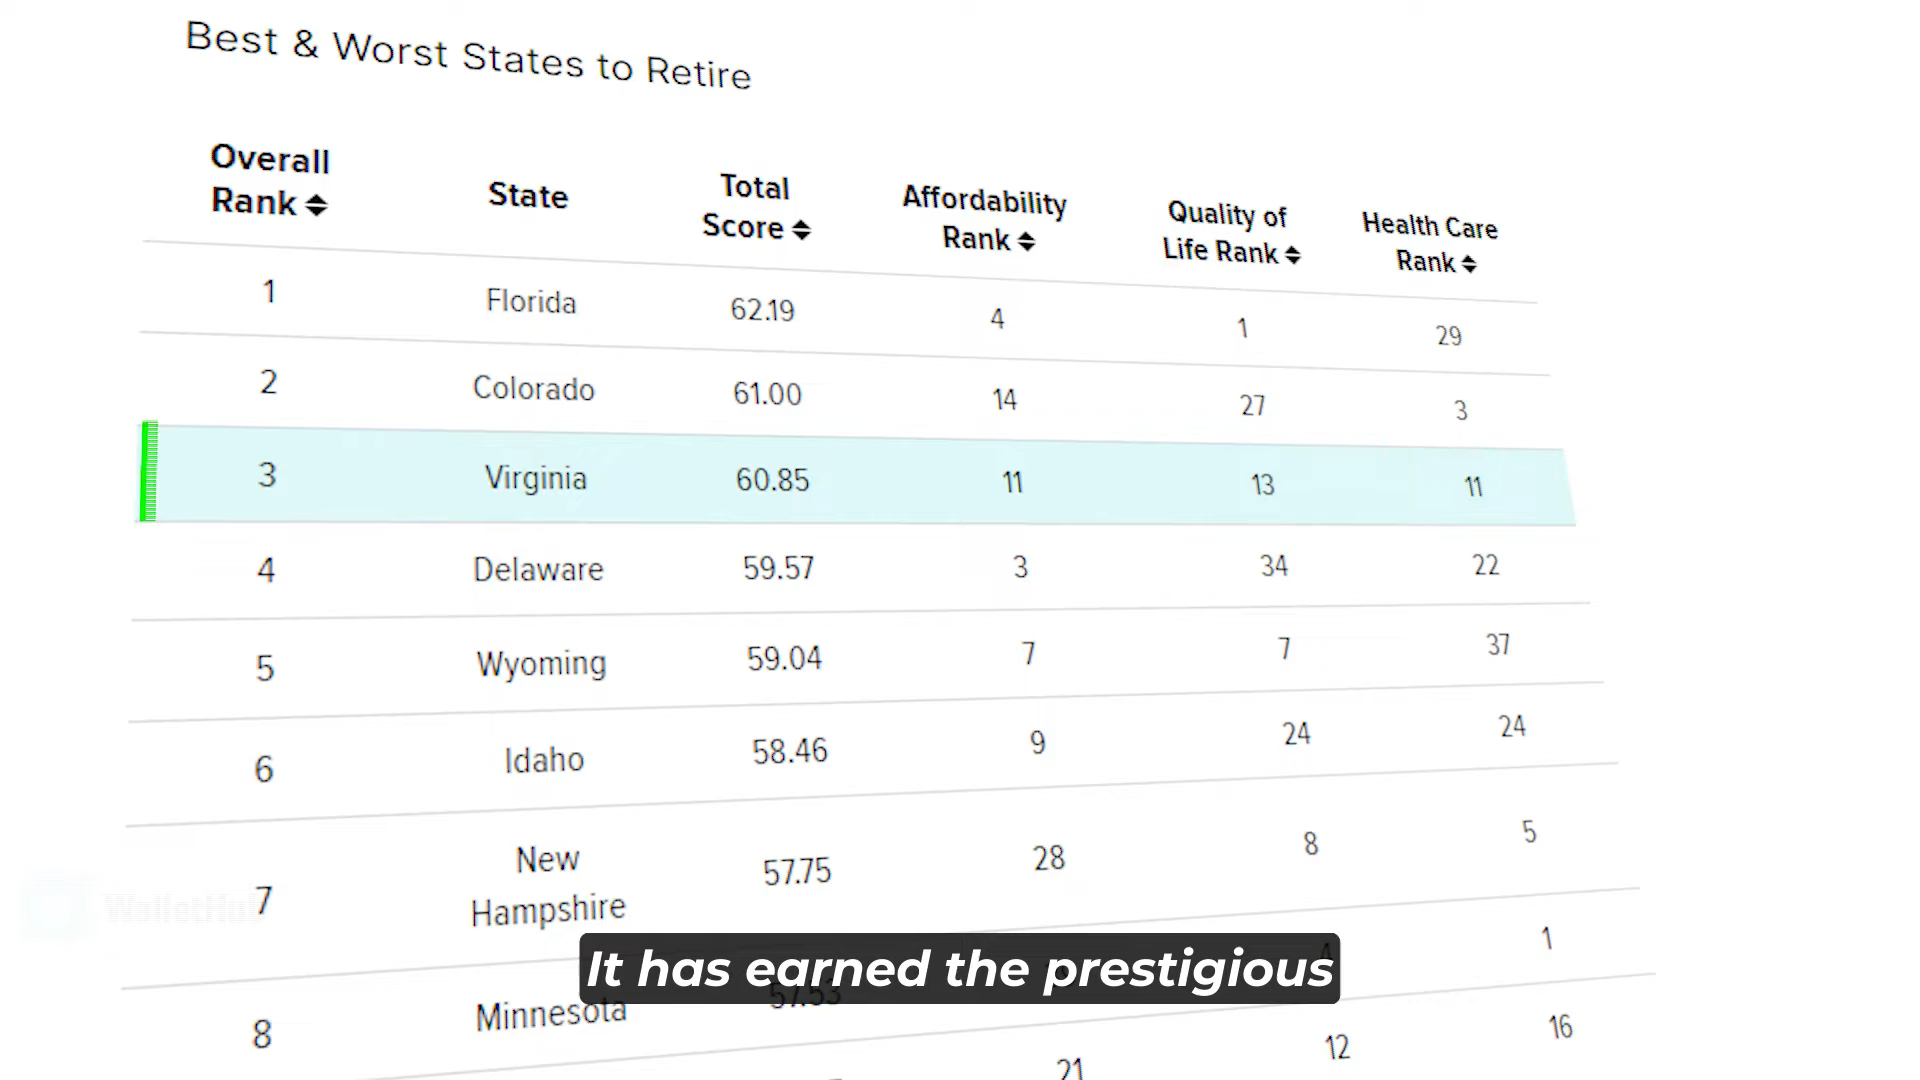 Best & Worst States to Retire
Overall Rank State Total Score Affordability Rank Quality of Life Rank Health Care Rank
1 Florida 62.19 4 1 29
2 Colorado 61.00 14 27 3
3 Virginia 60.85 11 13 11
4 Delaware 59.57 3 34 22
5 Wyoming 59.04 7 7 37
6 Idaho 58.46 9 24 24
7 New Hampshire 57.75 28 8 5
8 Minnesota 57.53 4 1
21 12 16
WalletHub
It has earned the prestigious